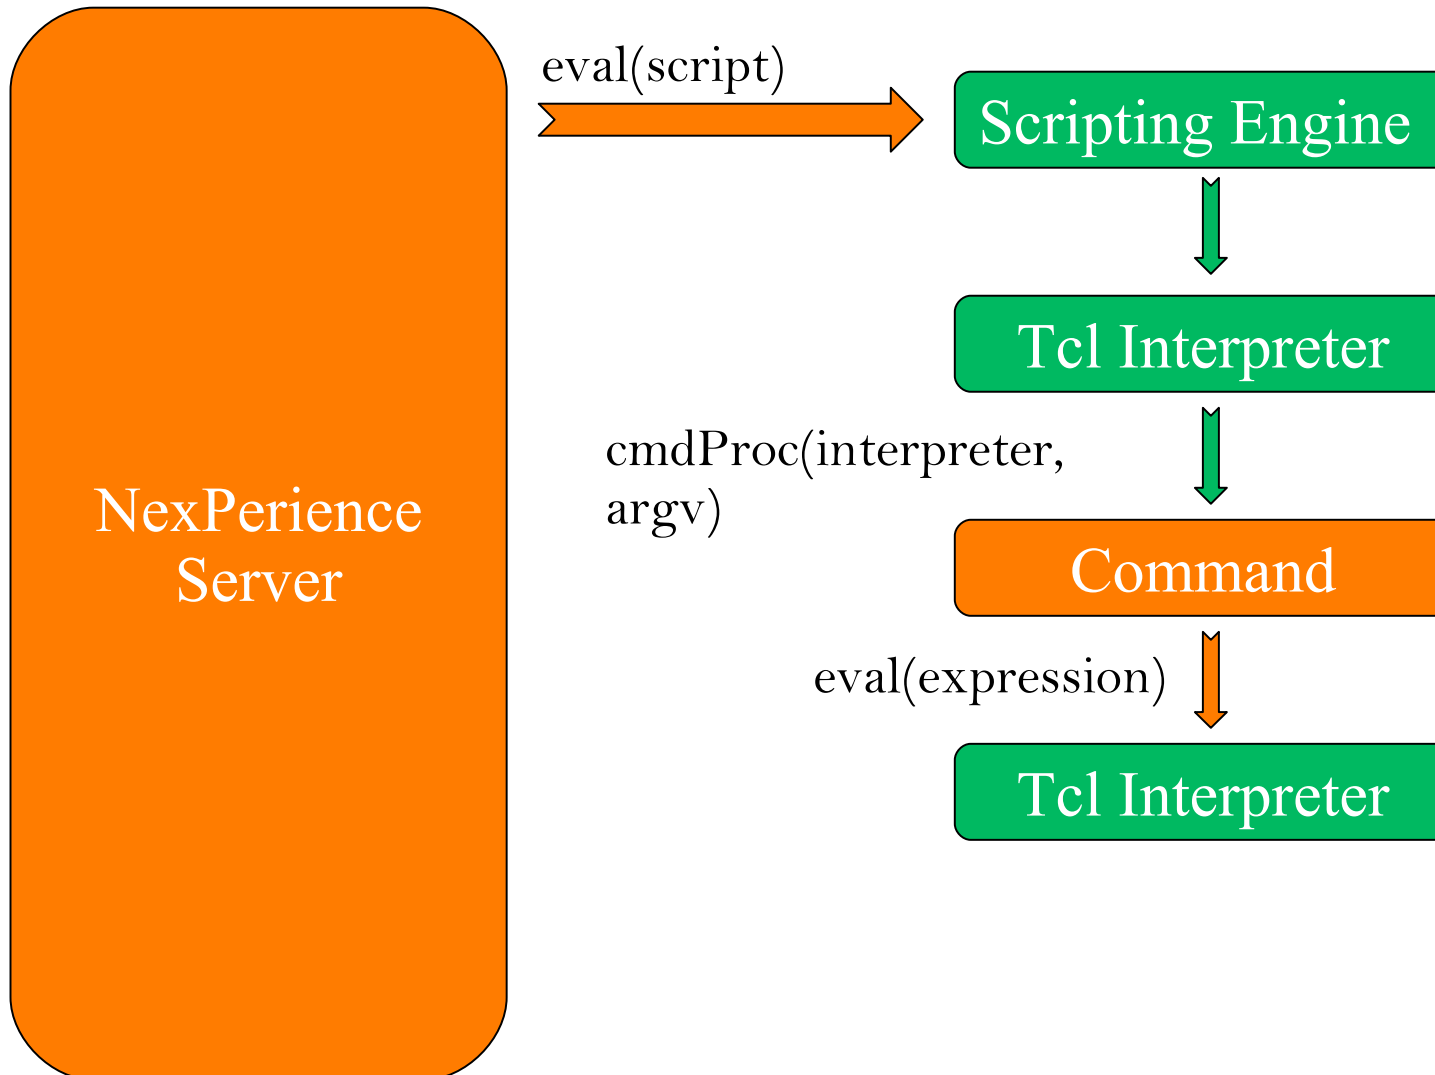 eval(script)
Scripting Engine
Tcl Interpreter
cmdProc(interpreter,
argv)
NexPerience
Server
Command
eval(expression)
Tcl Interpreter